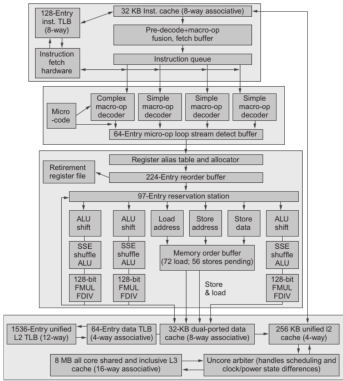 128-Entry
inst. TLB
(8-way)
32 KB Inst. cache (8-way associative)
Pre-decode+macro-op
fusion, fetch buffer
Instruction
fetch
hardware
Instruction queue
Micro
-code
Complex
macro-op
decoder
Simple
macro-op
decoder
Simple
macro-op
decoder
Simple
macro-op
decoder
64-Entry micro-op loop stream detect buffer
Register alias table and allocator
Retirement
register file
224-Entry reorder buffer
97-Entry reservation station
ALU
shift
ALU
shift
Load
address
Store
address
Store
data
ALU
shift
SSE
shuffle
ALU
SSE
shuffle
ALU
Memory order buffer
(72 load; 56 stores pending)
SSE
shuffle
ALU
128-bit
FMUL
FDIV
128-bit
FMUL
FDIV
Store
& load
128-bit
FMUL
FDIV
1536-Entry unified
L2 TLB (12-way)
64-Entry data TLB
(4-way associative)
32-KB dual-ported data
cache (8-way associative)
256 KB unified l2
cache (4-way)
8 MB all core shared and inclusive L3
cache (16-way associative)
Uncore arbiter (handles scheduling and
clock/power state differences)